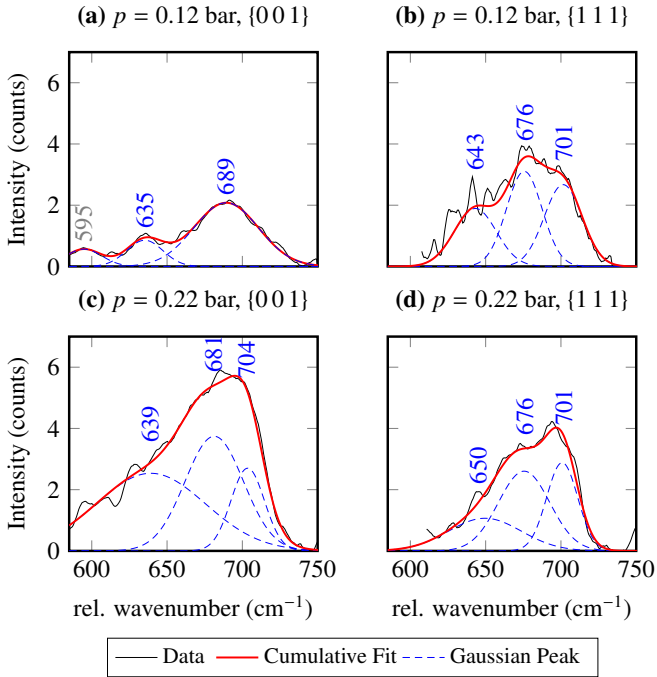 (a) p = 0.12 bar, {0 0 1}
(b) p = 0.12 bar, {1 1 1}
Intensity (counts)
6
4
2
0
595
635
689
643
676
701
(c) p = 0.22 bar, {0 0 1}
(d) p = 0.22 bar, {1 1 1}
Intensity (counts)
6
4
2
0
639
681
704
650
676
701
600
650
700
750
600
650
700
750
rel. wavenumber (cm⁻¹)
rel. wavenumber (cm⁻¹)
Data
Cumulative Fit
Gaussian Peak